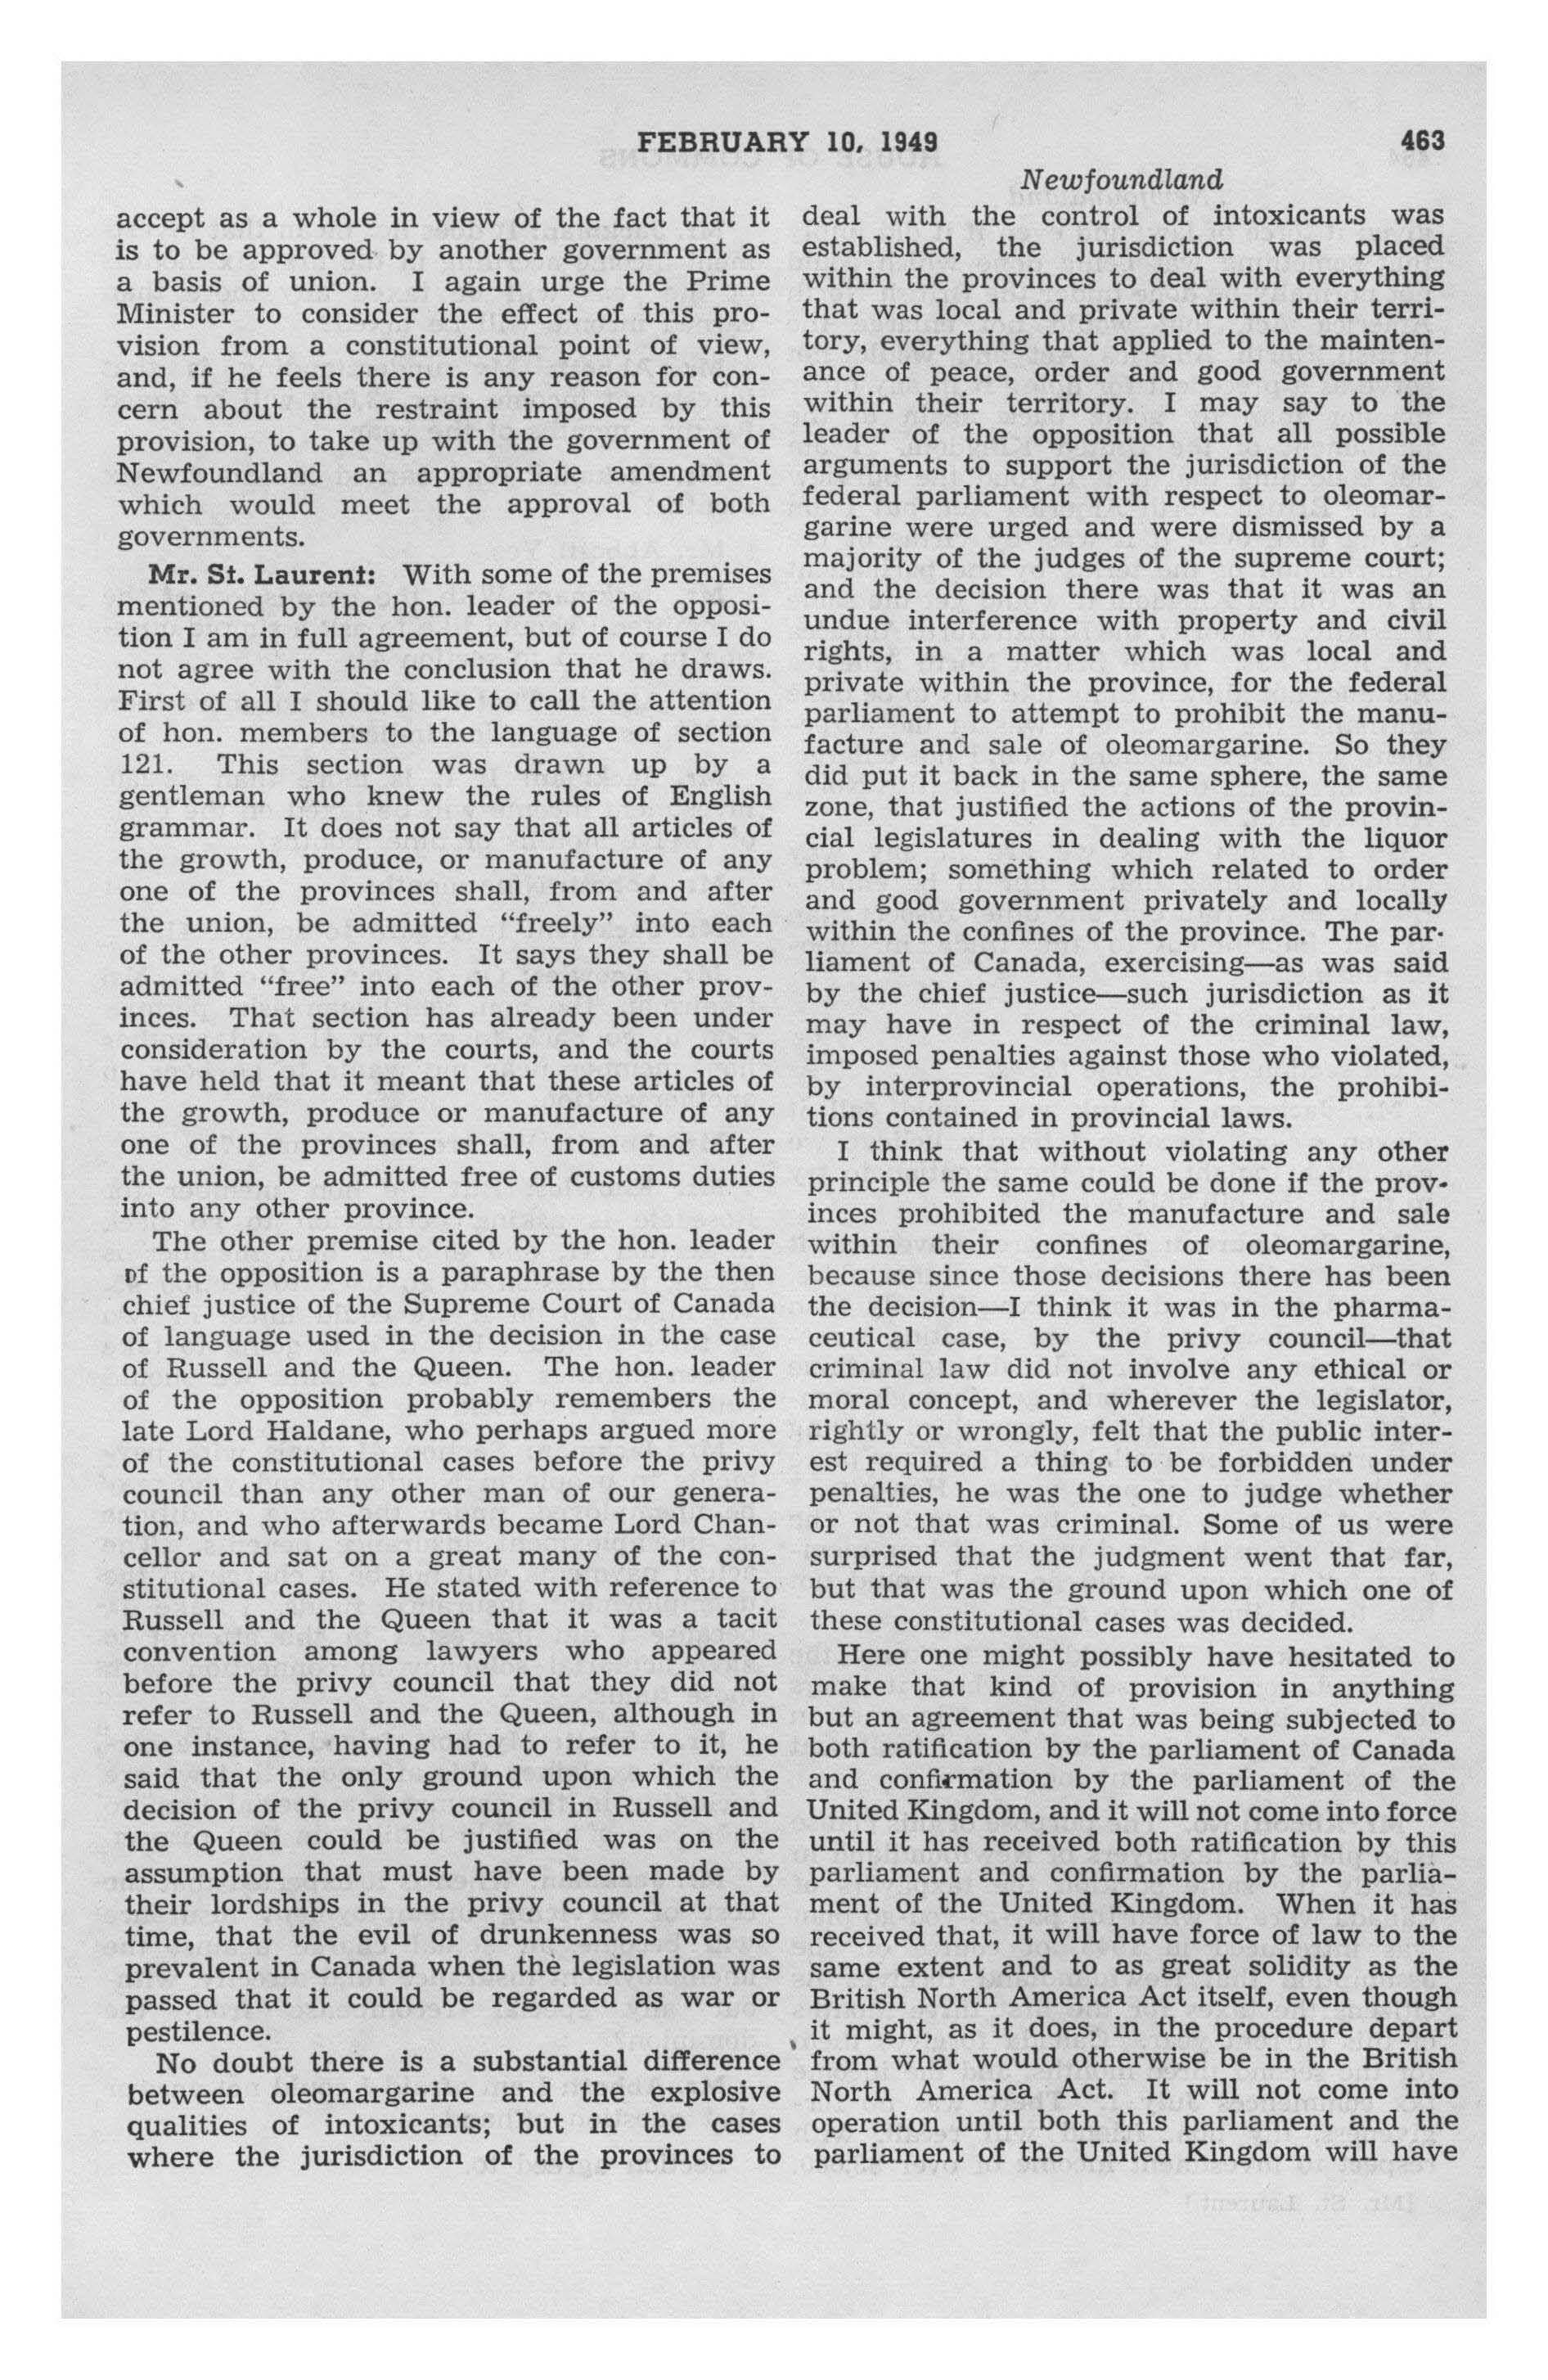 FEBRUARY 10, 1949
463
Newfoundland
accept as a whole in view of the fact that it
is to be approved by another government as
a basis of union. I again urge the Prime
Minister to consider the effect of this pro-
vision from a constitutional point of view,
and, if he feels there is any reason for con-
cern about the restraint imposed by this
provision, to take up with the government of
Newfoundland an appropriate amendment
which would meet the approval of both
governments.
Mr. St. Laurent: With some of the premises
mentioned by the hon. leader of the opposi-
tion I am in full agreement, but of course I do
not agree with the conclusion that he draws.
First of all I should like to call the attention
of hon. members to the language of section
121. This section was drawn up by a
gentleman who knew the rules of English
grammar. It does not say that all articles of
the growth, produce, or manufacture of any
one of the provinces shall, from and after
the union, be admitted “freely” into each
of the other provinces. It says they shall be
admitted “free” into each of the other prov-
inces. That section has already been under
consideration by the courts, and the courts
have held that it meant that these articles of
the growth, produce or manufacture of any
one of the provinces shall, from and after
the union, be admitted free of customs duties
into any other province.
The other premise cited by the hon. leader
of the opposition is a paraphrase by the then
chief justice of the Supreme Court of Canada
of language used in the decision in the case
of Russell and the Queen. The hon. leader
of the opposition probably remembers the
late Lord Haldane, who perhaps argued more
of the constitutional cases before the privy
council than any other man of our genera-
tion, and who afterwards became Lord Chan-
cellor and sat on a great many of the con-
stitutional cases. He stated with reference to
Russell and the Queen that it was a tacit
convention among lawyers who appeared
before the privy council that they did not
refer to Russell and the Queen, although in
one instance, having had to refer to it, he
said that the only ground upon which the
decision of the privy council in Russell and
the Queen could be justified was on the
assumption that must have been made by
their lordships in the privy council at that
time, that the evil of drunkenness was so
prevalent in Canada when the legislation was
passed that it could be regarded as war or
pestilence.
No doubt there is a substantial difference
between oleomargarine and the explosive
qualities of intoxicants; but in the cases
where the jurisdiction of the provinces to
deal with the control of intoxicants was
established, the jurisdiction was placed
within the provinces to deal with everything
that was local and private within their terri-
tory, everything that applied to the mainten-
ance of peace, order and good government
within their territory. I may say to the
leader of the opposition that all possible
arguments to support the jurisdiction of the
federal parliament with respect to oleomar-
garine were urged and were dismissed by a
majority of the judges of the supreme court;
and the decision there was that it was an
undue interference with property and civil
rights, in a matter which was local and
private within the province, for the federal
parliament to attempt to prohibit the manu-
facture and sale of oleomargarine. So they
did put it back in the same sphere, the same
zone, that justified the actions of the provin-
cial legislatures in dealing with the liquor
problem; something which related to order
and good government privately and locally
within the confines of the province. The par-
liament of Canada, exercising—as was said
by the chief justice—such jurisdiction as it
may have in respect of the criminal law,
imposed penalties against those who violated,
by interprovincial operations, the prohibi-
tions contained in provincial laws.
I think that without violating any other
principle the same could be done if the prov-
inces prohibited the manufacture and sale
within their confines of oleomargarine,
because since those decisions there has been
the decision—I think it was in the pharma-
ceutical case, by the privy council—that
criminal law did not involve any ethical or
moral concept, and wherever the legislator,
rightly or wrongly, felt that the public inter-
est required a thing to be forbidden under
penalties, he was the one to judge whether
or not that was criminal. Some of us were
surprised that the judgment went that far,
but that was the ground upon which one of
these constitutional cases was decided.
Here one might possibly have hesitated to
make that kind of provision in anything
but an agreement that was being subjected to
both ratification by the parliament of Canada
and confirmation by the parliament of the
United Kingdom, and it will not come into force
until it has received both ratification by this
parliament and confirmation by the parlia-
ment of the United Kingdom. When it has
received that, it will have force of law to the
same extent and to as great solidity as the
British North America Act itself, even though
it might, as it does, in the procedure depart
from what would otherwise be in the British
North America Act. It will not come into
operation until both this parliament and the
parliament of the United Kingdom will have